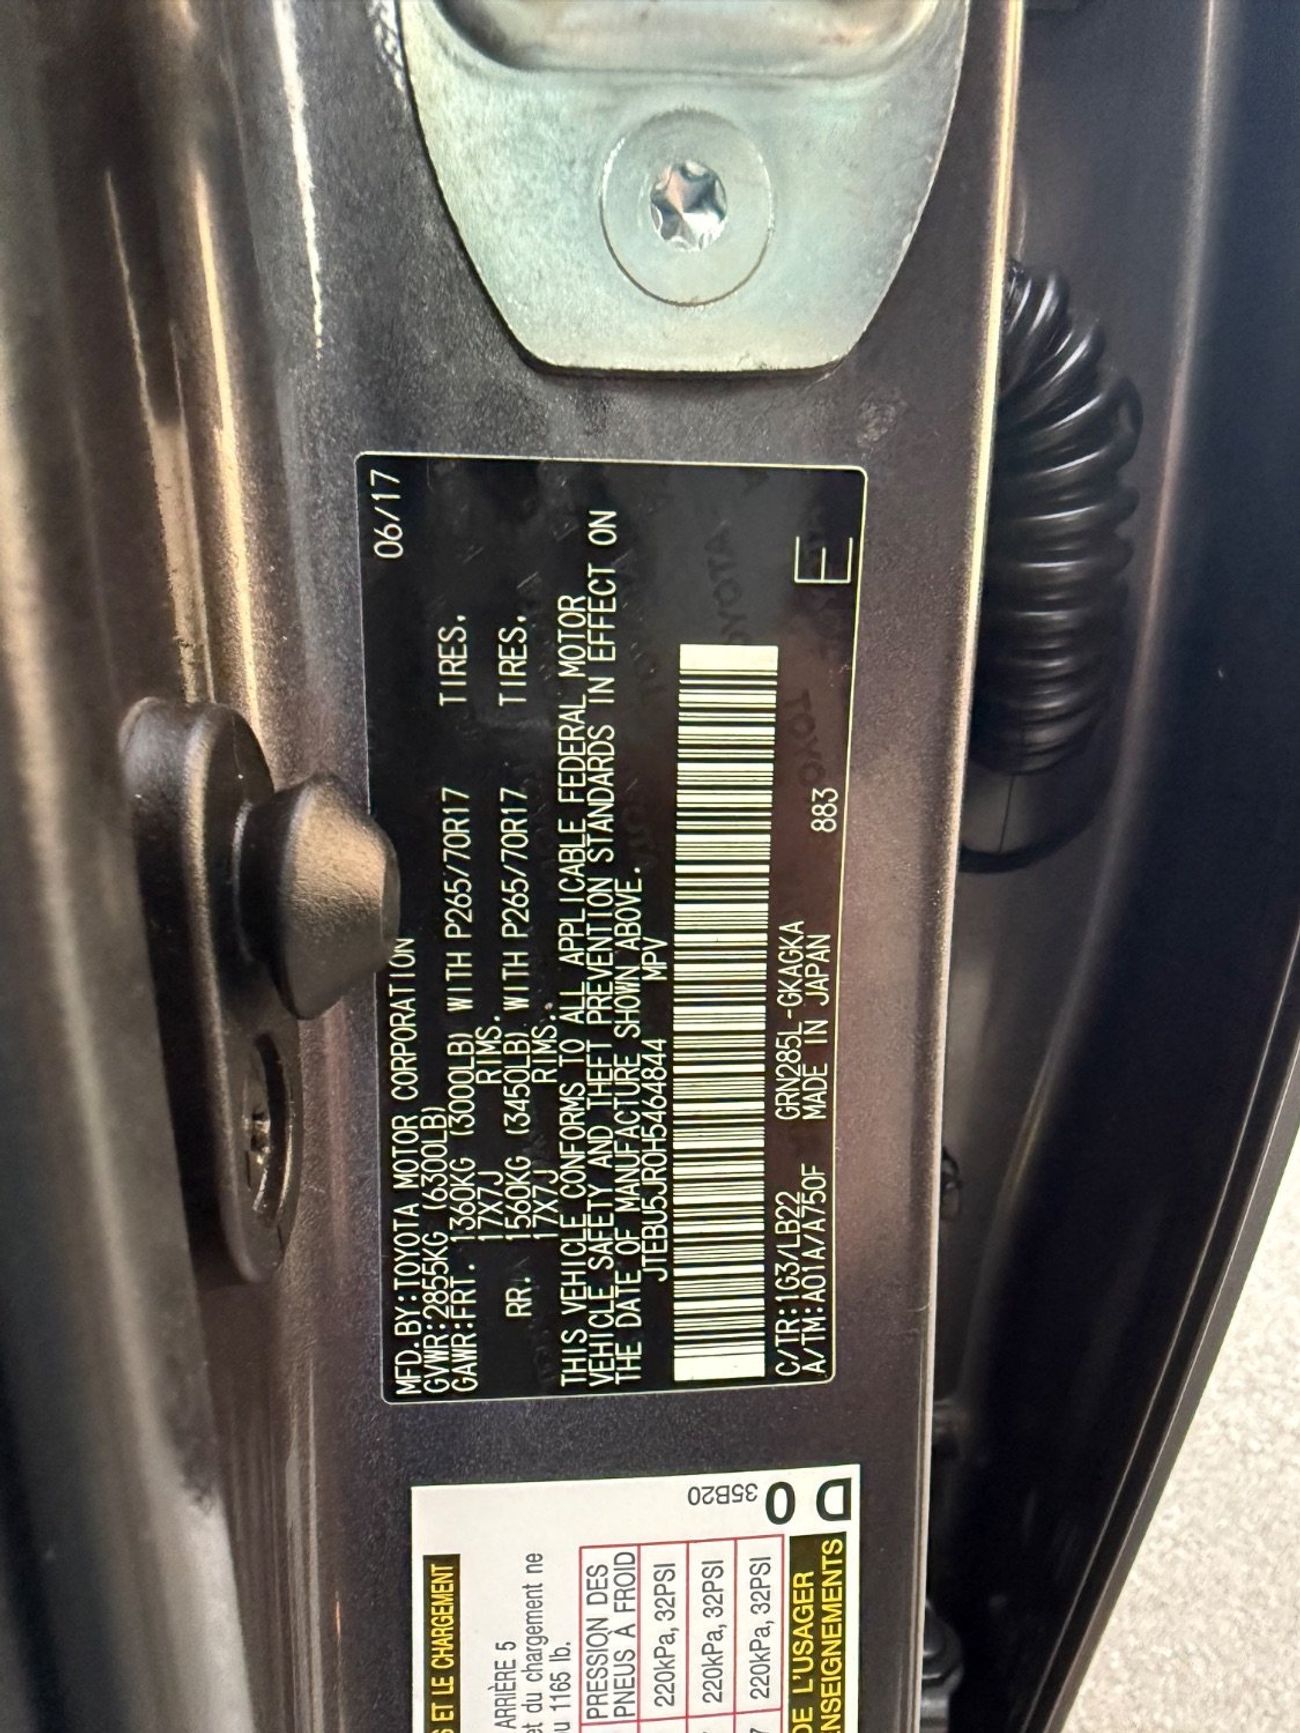 MFD.BY:TOYOTA MOTOR CORPORATION 06/17
GVWR:2855KG (6300LB)
GAWR:FRT. 1360KG (3000LB) WITH P265/70R17 TIRES.
17X7J RIMS.
RR. 1560KG (3450LB) WITH P265/70R17 TIRES.
17X7J RIMS.
THIS VEHICLE CONFORMS TO ALL APPLICABLE FEDERAL MOTOR
VEHICLE SAFETY AND THEFT PREVENTION STANDARDS IN EFFECT ON
THE DATE OF MANUFACTURE SHOWN ABOVE.
JTEBU5JR0H5464844 MPV
C/TR:1G3/LB22 GRN285L-GKAGKA
A/TM:A01A/A750F MADE IN JAPAN 883 E
ET LE CHARGEMENT
ARRIÈRE 5
et du chargement ne
1165 lb.
PRESSION DES
PNEUS À FROID
220kPa, 32PSI
220kPa, 32PSI
220kPa, 32PSI
DE L'USAGER
35B20
D0